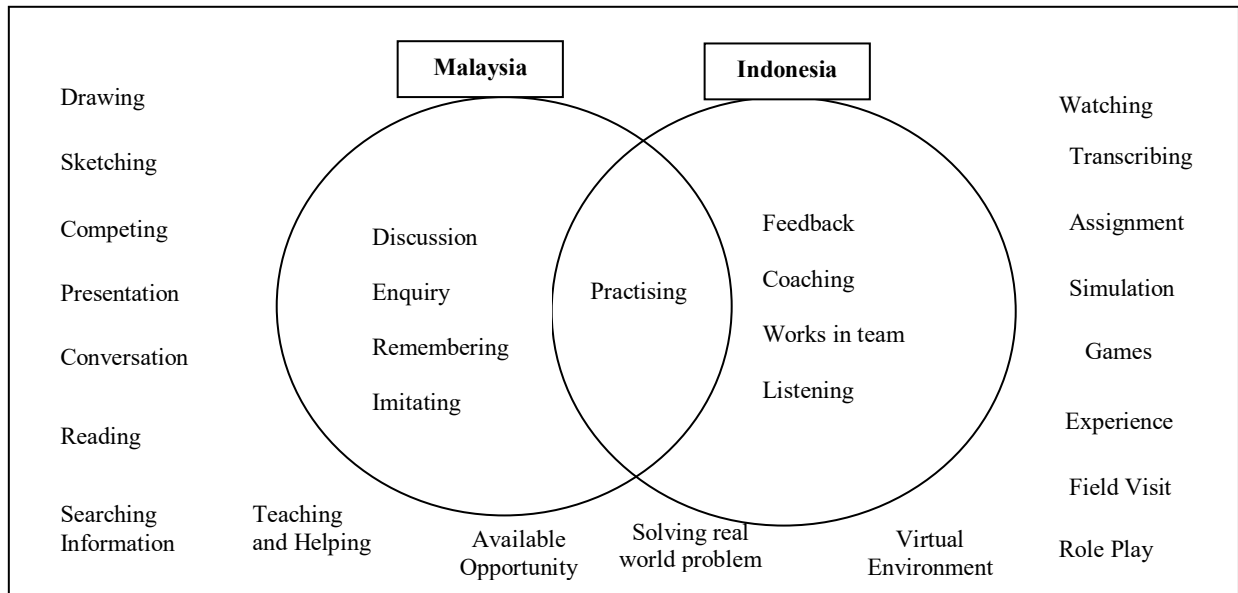 Malaysia
Indonesia
Drawing
Sketching
Competing
Presentation
Conversation
Reading
Searching
Information
Teaching
and Helping
Discussion
Enquiry
Remembering
Imitating
Practising
Feedback
Coaching
Works in team
Listening
Available
Opportunity
Solving real
world problem
Virtual
Environment
Watching
Transcribing
Assignment
Simulation
Games
Experience
Field Visit
Role Play